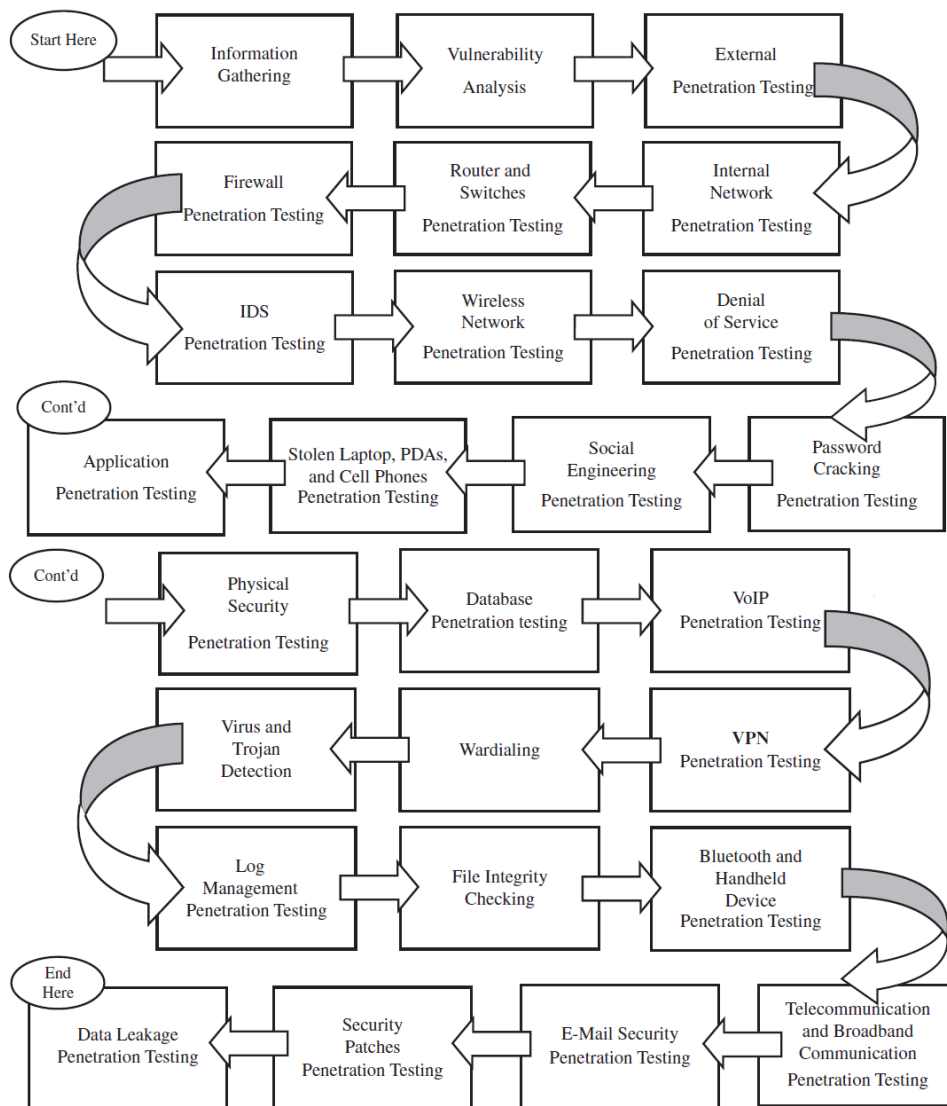 Start Here
Information
Gathering
Vulnerability
Analysis
External
Penetration Testing
Firewall
Penetration Testing
Router and
Switches
Penetration Testing
Internal
Network
Penetration Testing
IDS
Penetration Testing
Wireless
Network
Penetration Testing
Denial
of Service
Penetration Testing
Cont'd
Application
Penetration Testing
Stolen Laptop, PDAs,
and Cell Phones
Penetration Testing
Social
Engineering
Penetration Testing
Password
Cracking
Penetration Testing
Cont'd
Physical
Security
Penetration Testing
Database
Penetration testing
VoIP
Penetration Testing
Virus and
Trojan
Detection
Wardialing
VPN
Penetration Testing
Log
Management
Penetration Testing
File Integrity
Checking
Bluetooth and
Handheld
Device
Penetration Testing
End
Here
Data Leakage
Penetration Testing
Security
Patches
Penetration Testing
E-Mail Security
Penetration Testing
Telecommunication
and Broadband
Communication
Penetration Testing